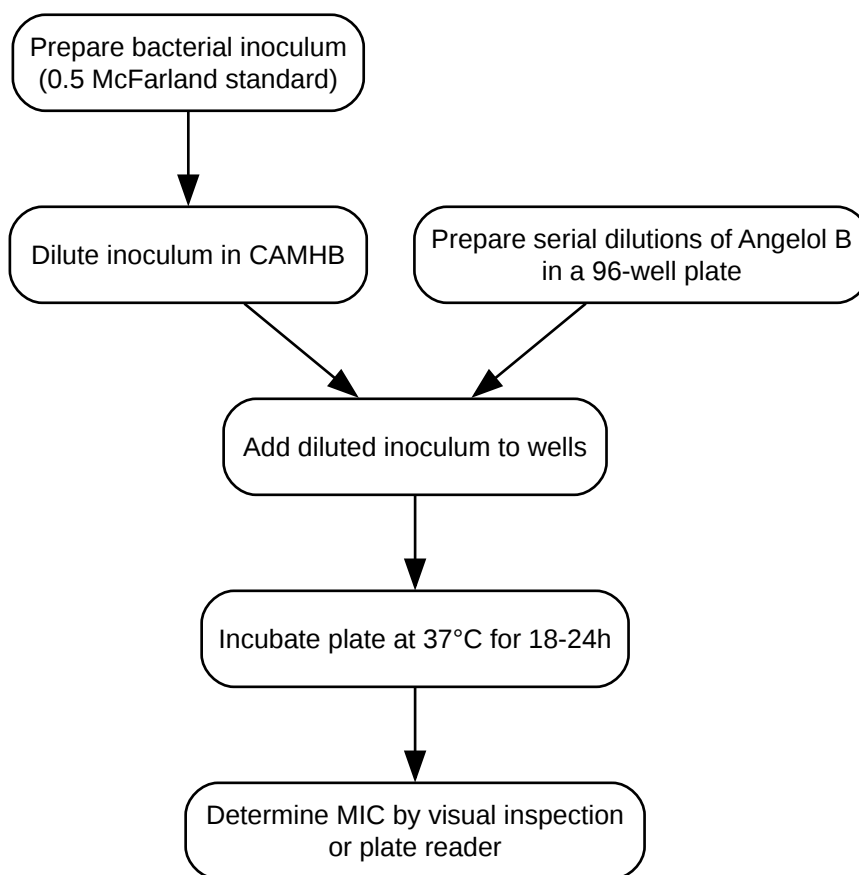 Prepare bacterial inoculum
(0.5 McFarland standard)
Dilute inoculum in CAMHB
Prepare serial dilutions of Angelol B
in a 96-well plate
Add diluted inoculum to wells
Incubate plate at 37°C for 18-24h
Determine MIC by visual inspection
or plate reader